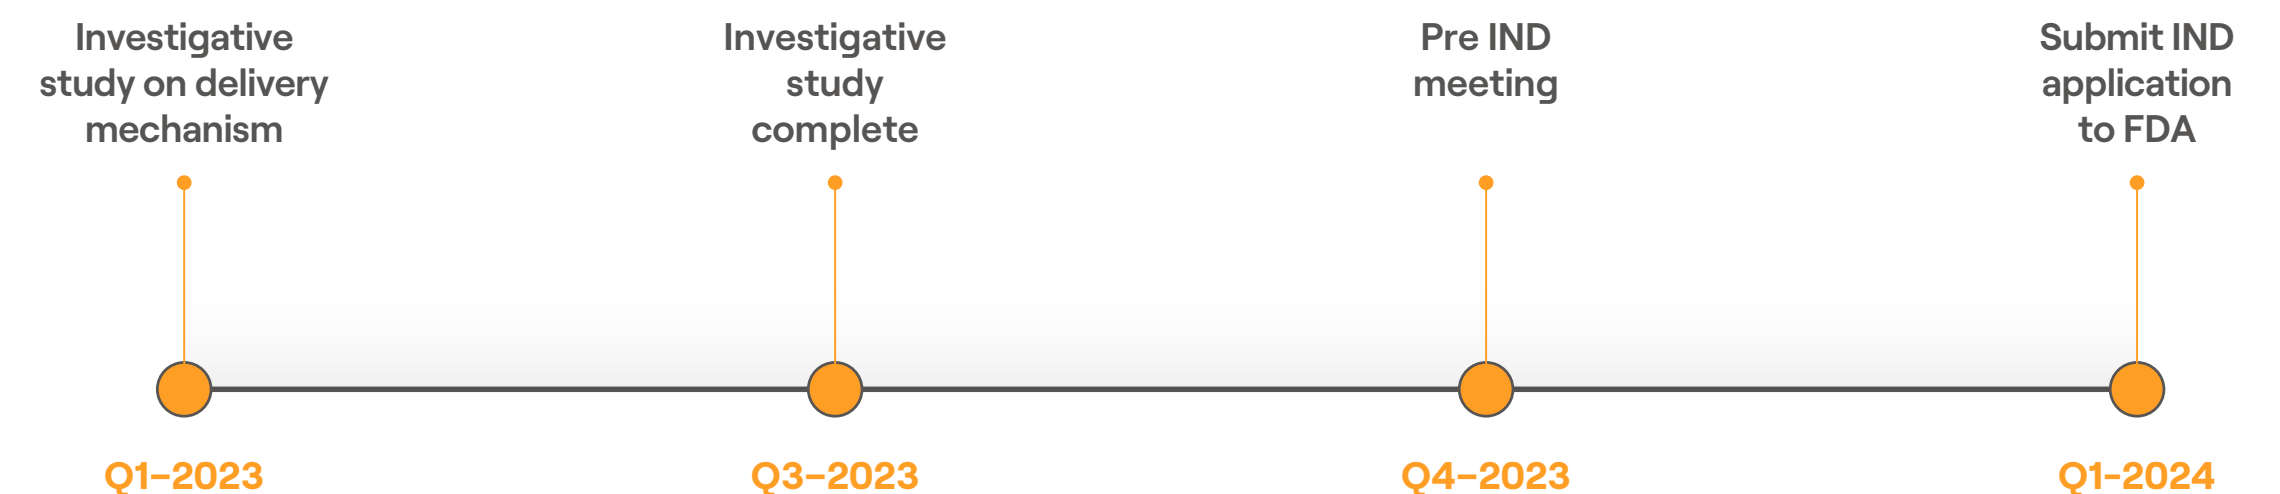 Investigative
study on delivery
mechanism
Investigative
study
complete
Pre IND
meeting
Submit IND
application
to FDA
Q1–2023
Q3–2023
Q4–2023
Q1-2024